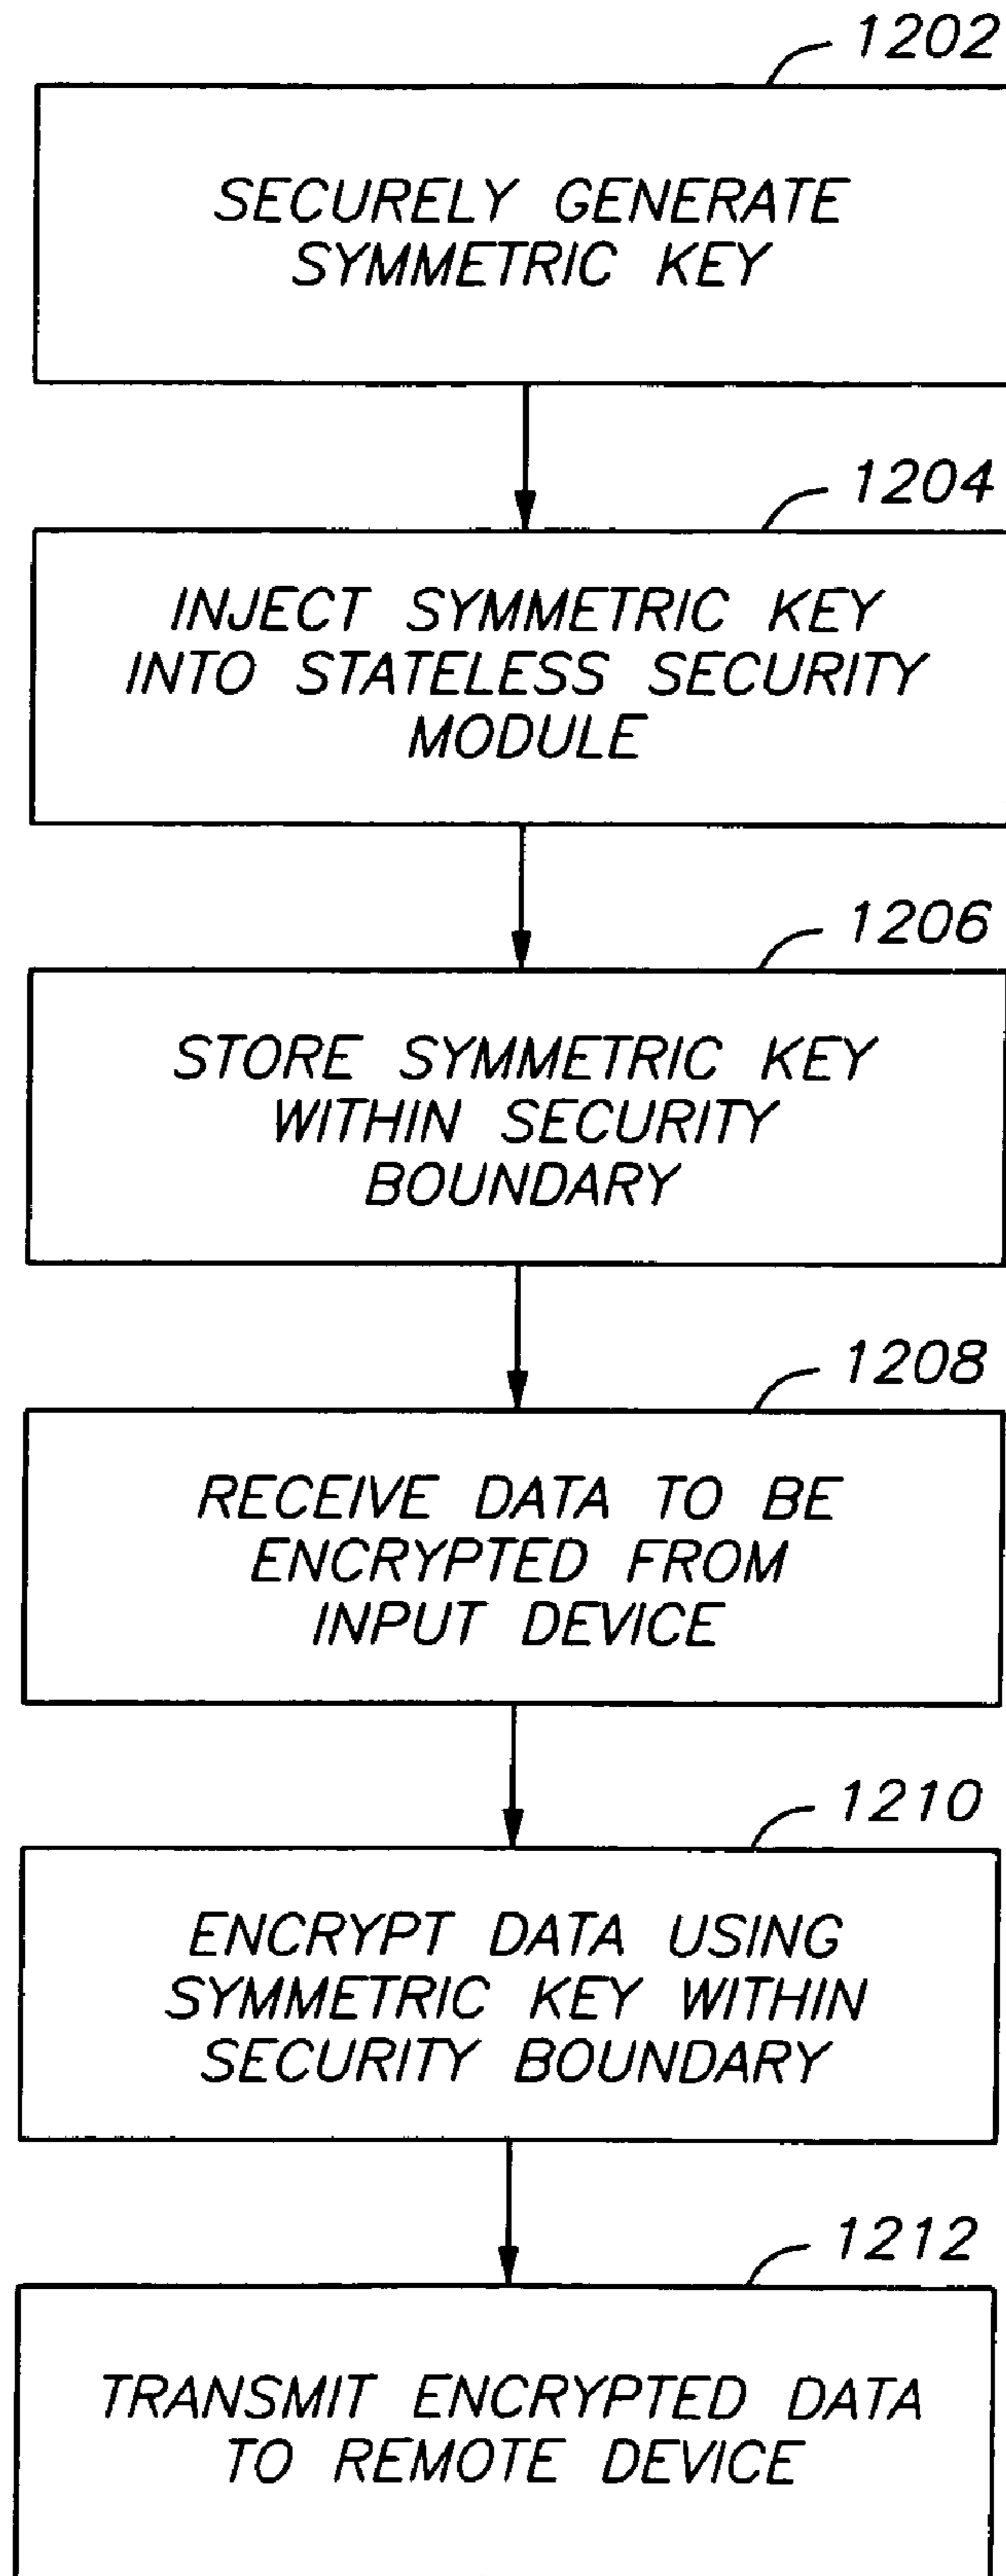 1202
SECURELY GENERATE
SYMMETRIC KEY
1204
INJECT SYMMETRIC KEY
INTO STATELESS SECURITY
MODULE
1206
STORE SYMMETRIC KEY
WITHIN SECURITY
BOUNDARY
1208
RECEIVE DATA TO BE
ENCRYPTED FROM
INPUT DEVICE
1210
ENCRYPT DATA USING
SYMMETRIC KEY WITHIN
SECURITY BOUNDARY
1212
TRANSMIT ENCRYPTED DATA
TO REMOTE DEVICE